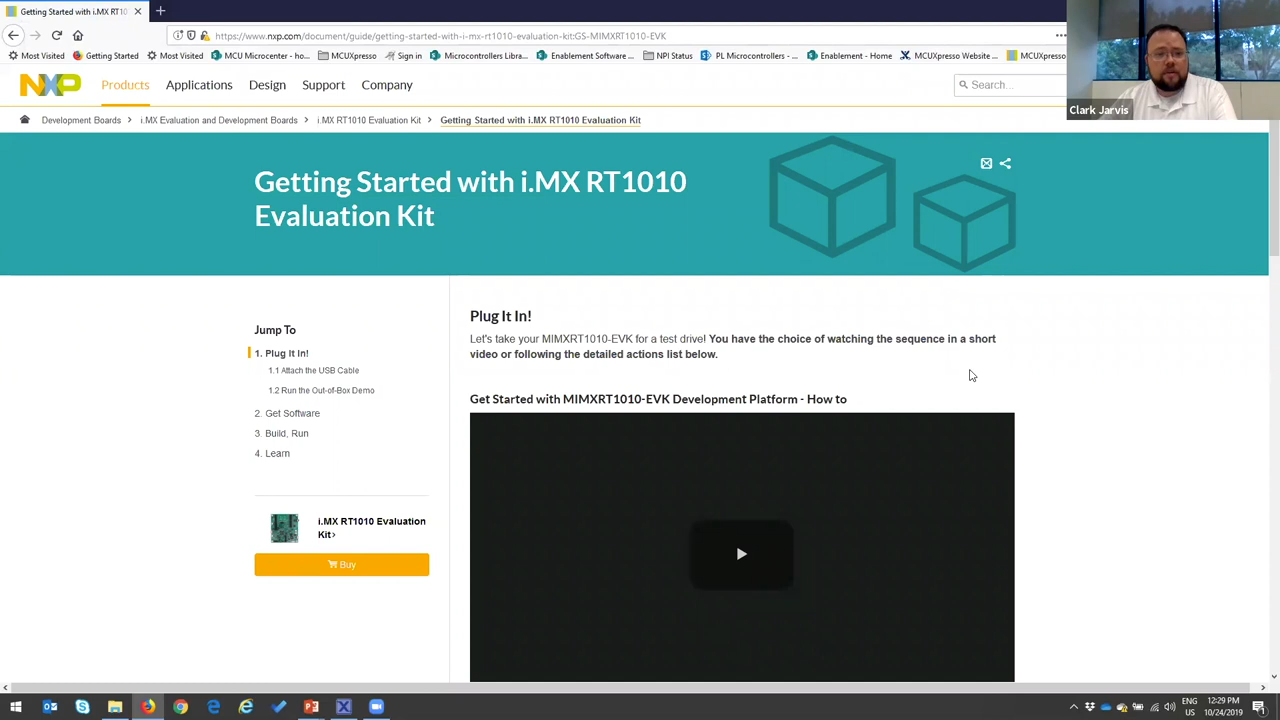 Getting Started with i.MX RT10
https://www.nxp.com/document/guide/getting-started-with-i-mx-rt1010-evaluation-kit:GS-MIMXRT1010-EVK
Most Visited
Getting Started
Most Visited
MCU Microcenter - ho...
MCUXpresso
Sign in
Microcontrollers Libra...
Enablement Software ...
NPI Status
PL Microcontrollers - ...
Enablement - Home
MCUXpresso Website ...
MCUXpresso
NXP
Products
Applications
Design
Support
Company
Search...
Clark Jarvis
Development Boards
i.MX Evaluation and Development Boards
i.MX RT1010 Evaluation Kit
Getting Started with i.MX RT1010 Evaluation Kit
Getting Started with i.MX RT1010
Evaluation Kit
Jump To
1. Plug It In!
1.1 Attach the USB Cable
1.2 Run the Out-of-Box Demo
2. Get Software
3. Build, Run
4. Learn
i.MX RT1010 Evaluation
Kit›
Buy
Plug It In!
Let's take your MIMXRT1010-EVK for a test drive! You have the choice of watching the sequence in a short
video or following the detailed actions list below.
Get Started with MIMXRT1010-EVK Development Platform - How to
ENG
US
12:29 PM
10/24/2019
1